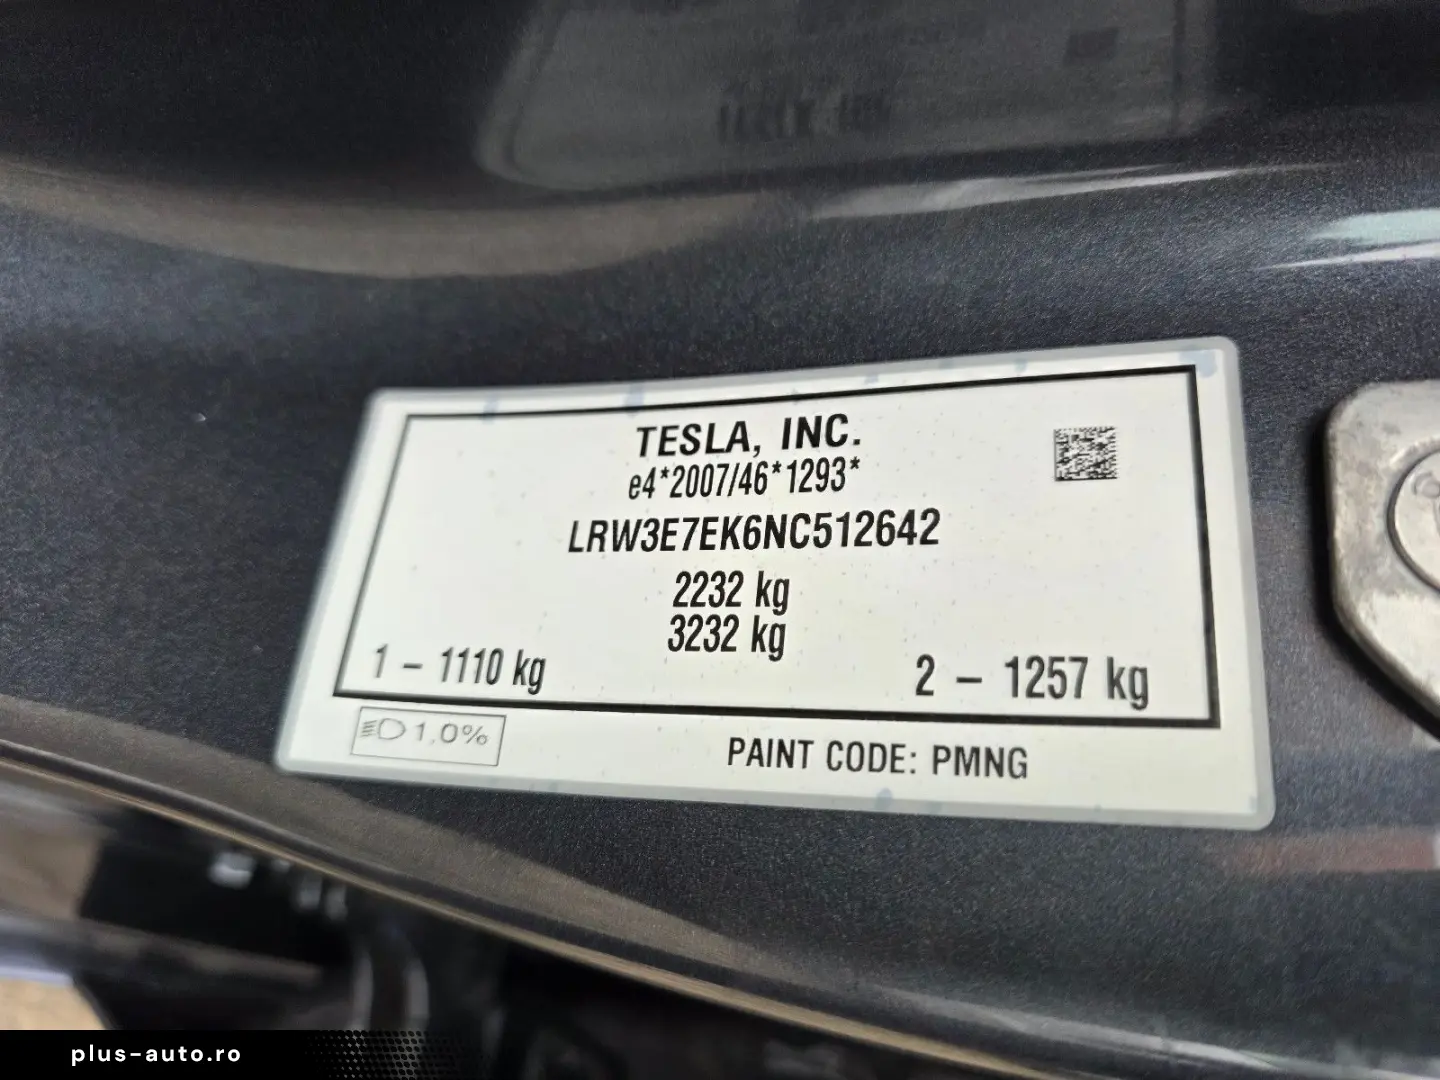 TESLA, INC.
e4*2007/46*1293*
LRW3E7EK6NC512642
2232 kg
3232 kg
1 – 1110 kg
2 – 1257 kg
1,0%
PAINT CODE: PMNG
plus-auto.ro